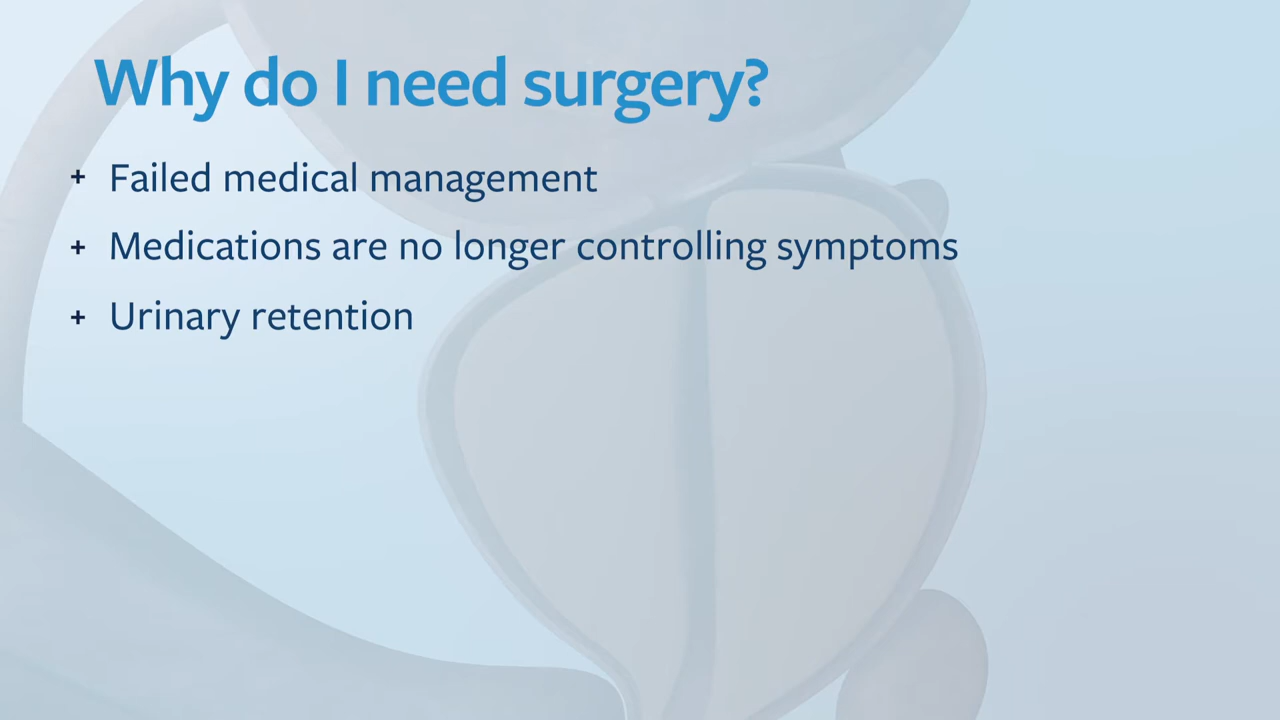 Why do I need surgery?
+ Failed medical management
+ Medications are no longer controlling symptoms
+ Urinary retention